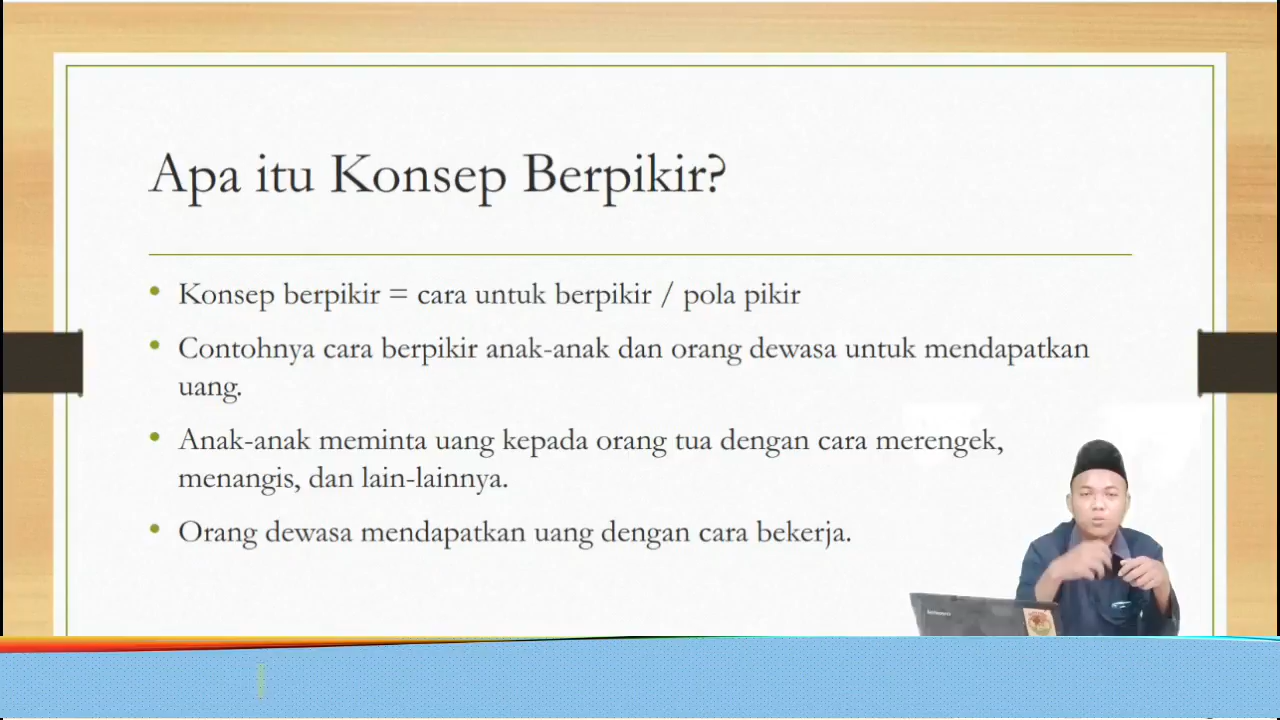 Apa itu Konsep Berpikir?
• Konsep berpikir = cara untuk berpikir / pola pikir
• Contohnya cara berpikir anak-anak dan orang dewasa untuk mendapatkan
uang.
• Anak-anak meminta uang kepada orang tua dengan cara merengek,
menangis, dan lain-lainnya.
• Orang dewasa mendapatkan uang dengan cara bekerja.